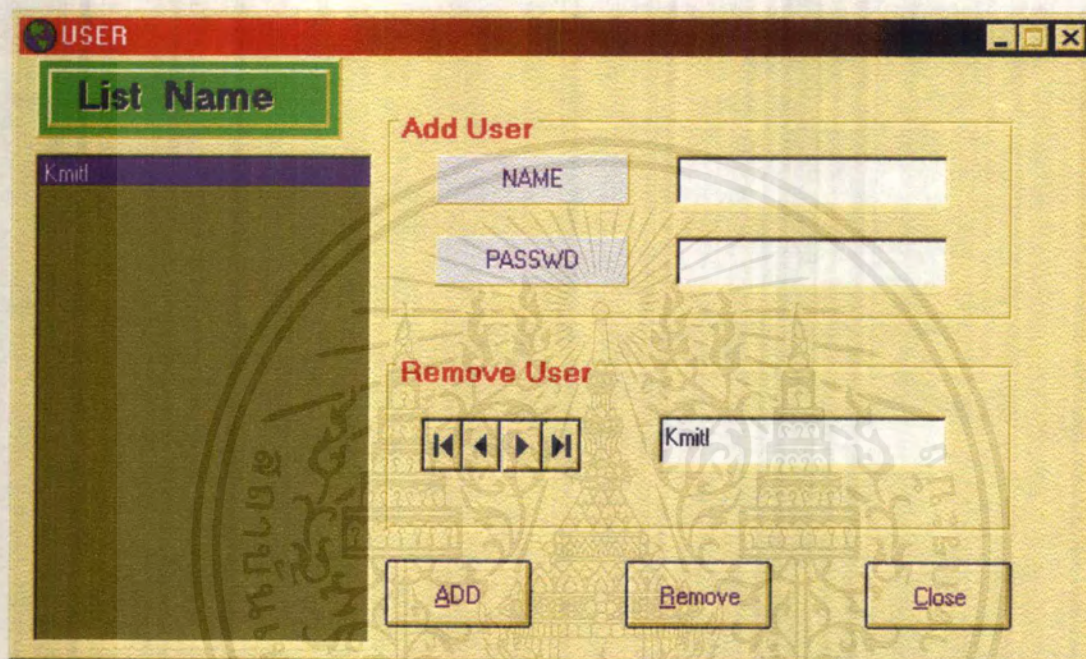 USER
List Name
Kmitl
Add User
NAME
PASSWD
Remove User
Kmitl
ADD
Remove
Close